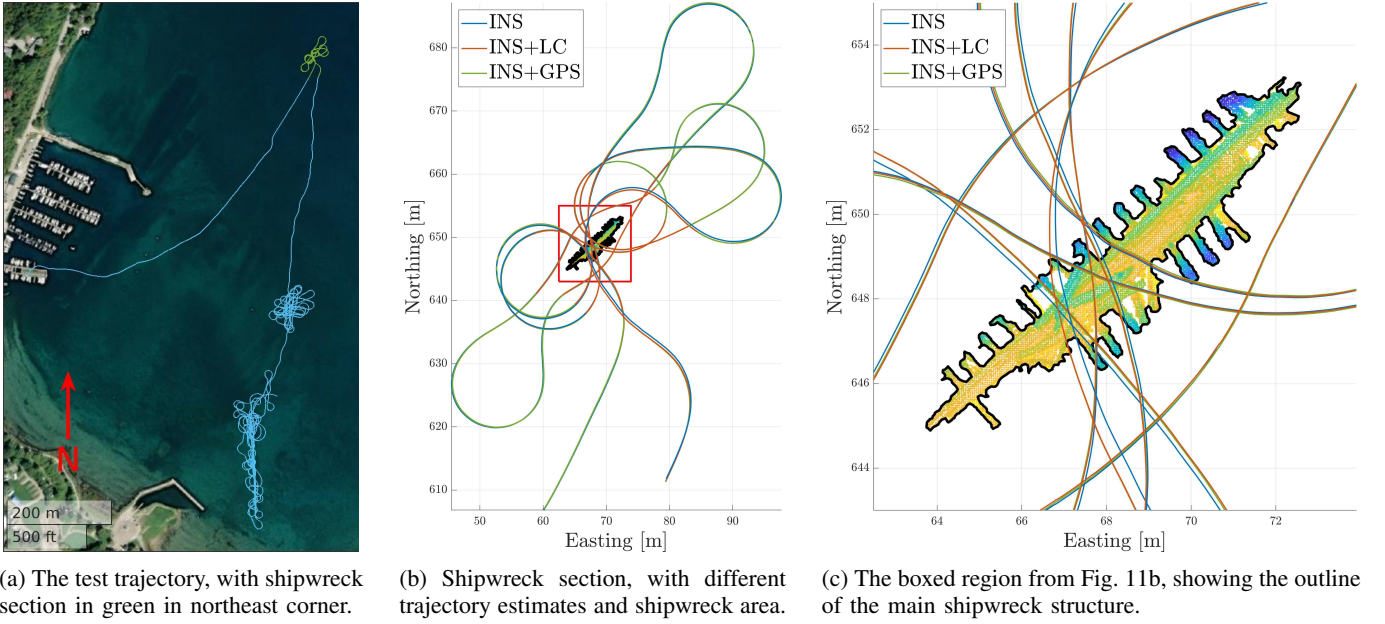 N
200 m
500 ft
(a) The test trajectory, with shipwreck
section in green in northeast corner.
INS
INS+LC
INS+GPS
680
670
660
650
640
630
620
610
Northing [m]
50 60 70 80 90
Easting [m]
(b) Shipwreck section, with different
trajectory estimates and shipwreck area.
INS
INS+LC
INS+GPS
654
652
650
648
646
644
Northing [m]
64 66 68 70 72
Easting [m]
(c) The boxed region from Fig. 11b, showing the outline
of the main shipwreck structure.